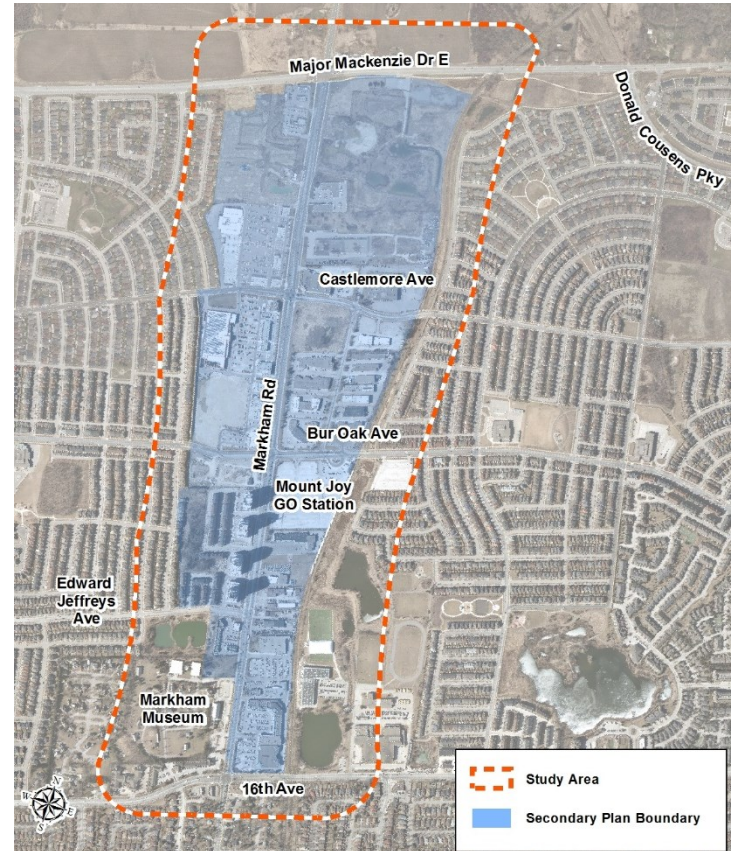 Major Mackenzie Dr E
Donald Cousens Pky
Castlemore Ave
Markham Rd
Bur Oak Ave
Mount Joy
GO Station
Edward
Jeffreys
Ave
Markham
Museum
16th Ave
N
W
E
S
Study Area
Secondary Plan Boundary